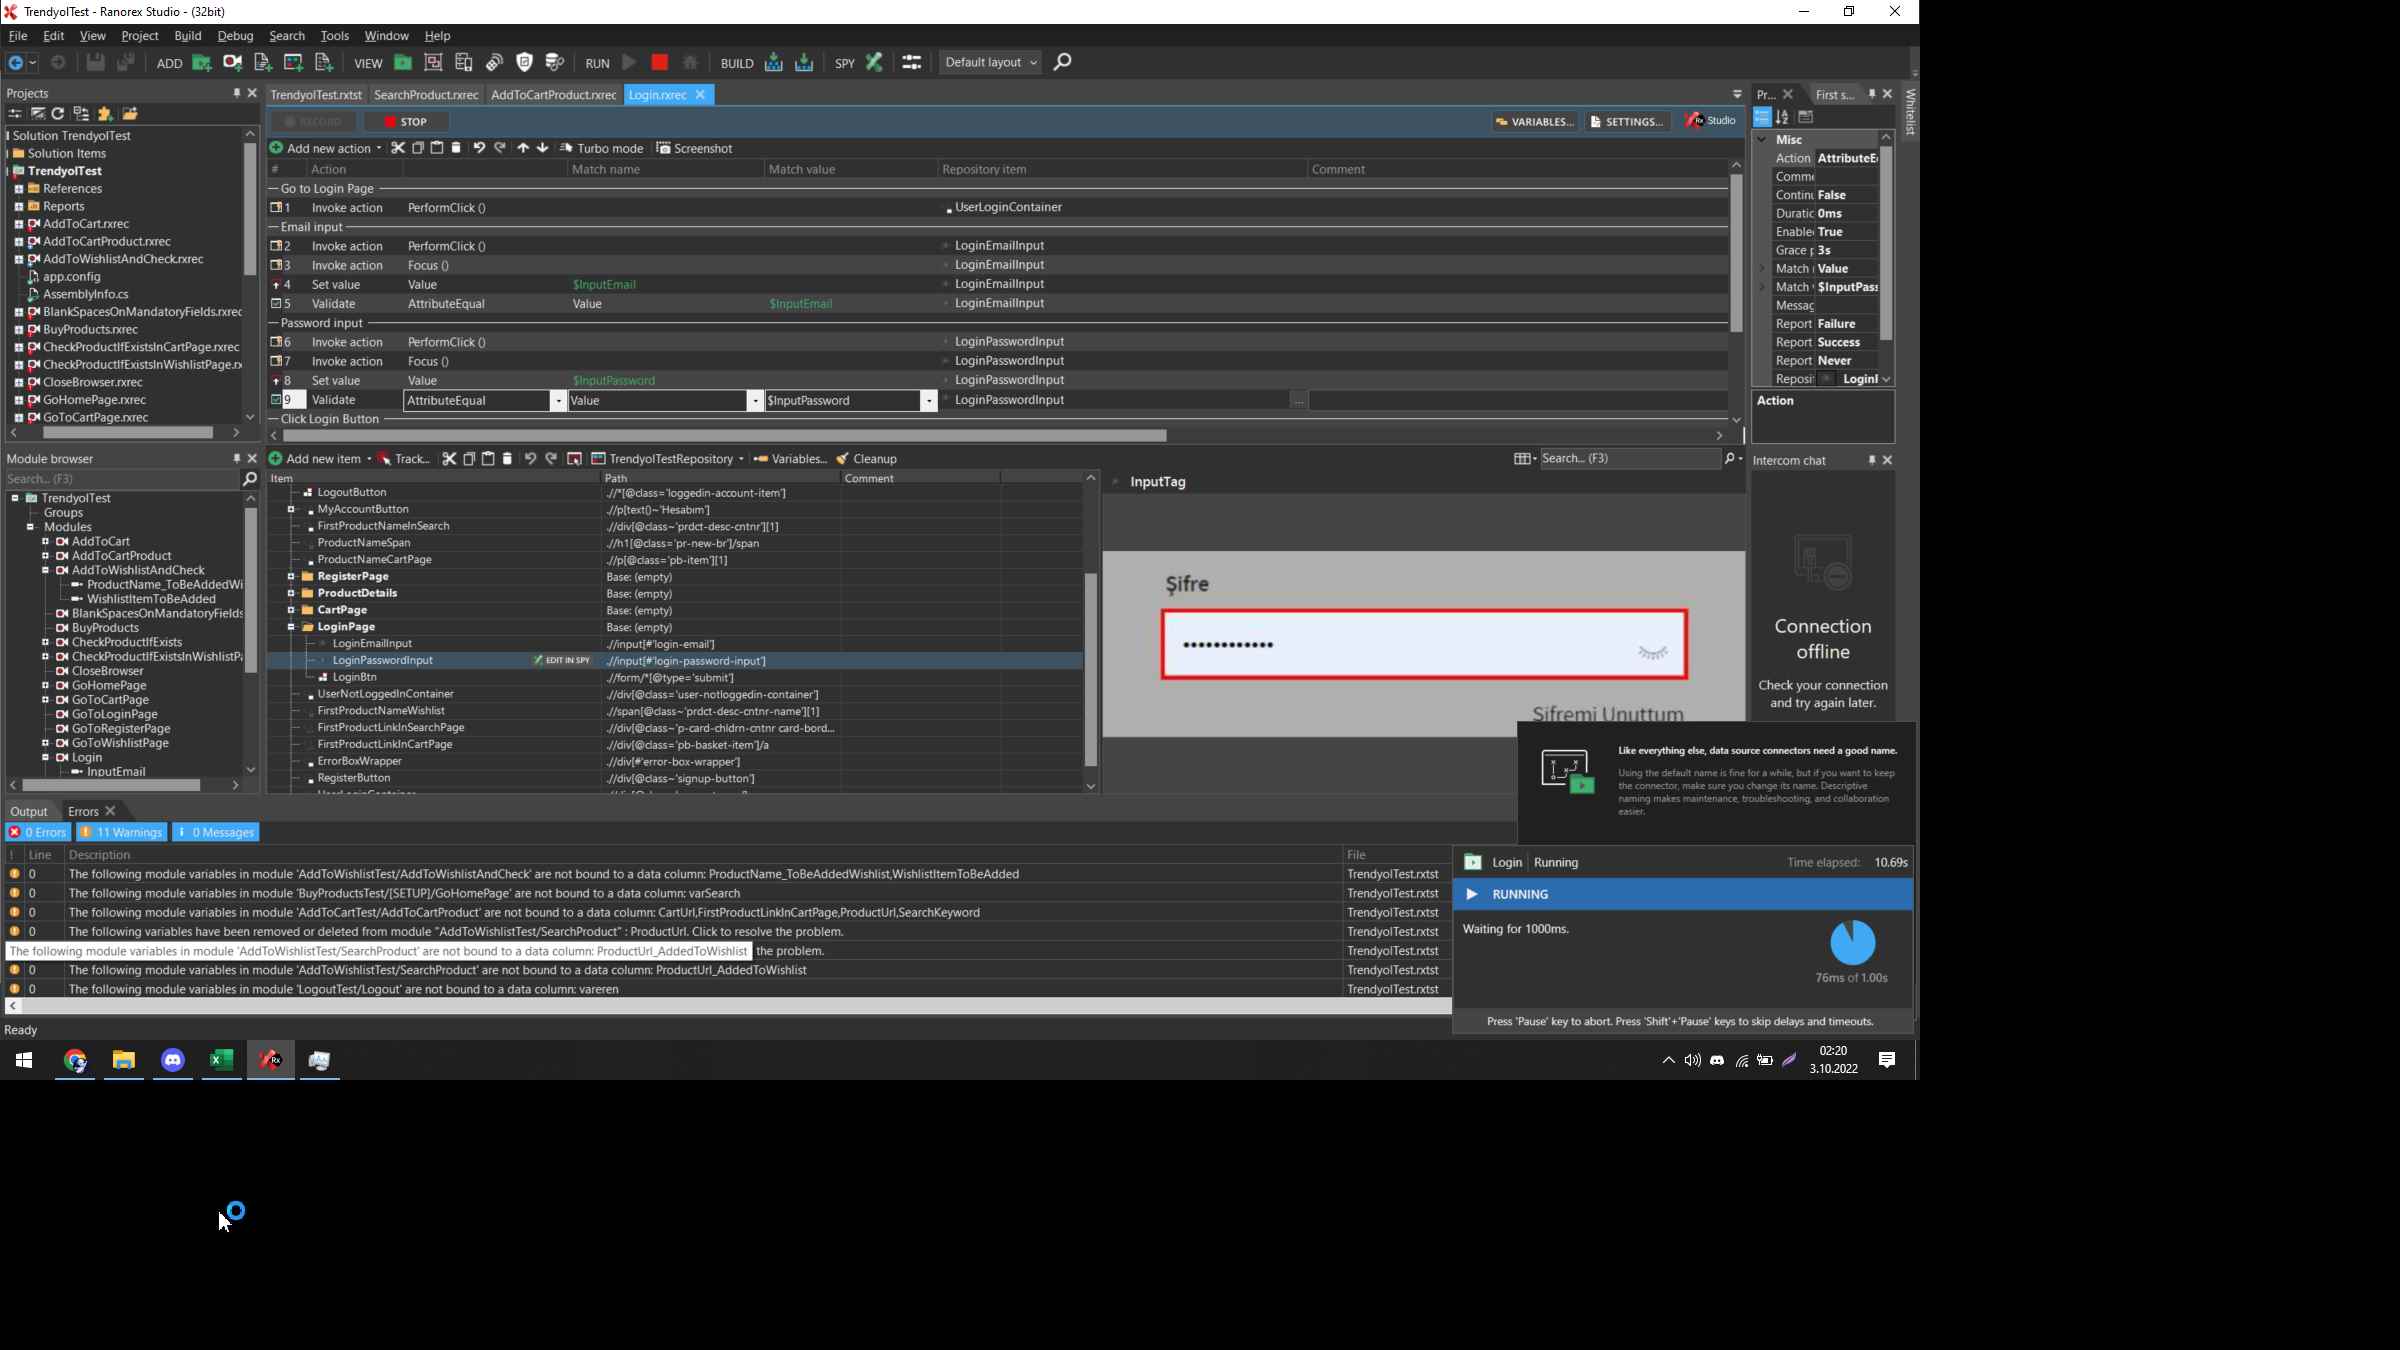 TrendyolTest - Ranorex Studio - (32bit)
File Edit View Project Build Debug Search Tools Window Help
ADD VIEW RUN BUILD SPY Default layout
Projects
Solution TrendyolTest
Solution Items
TrendyolTest
References
Reports
AddToCart.rxrec
AddToCartProduct.rxrec
AddToWishlistAndCheck.rxrec
app.config
AssemblyInfo.cs
BlankSpacesOnMandatoryFields.rxrec
BuyProducts.rxrec
CheckProductIfExistsInCartPage.rxrec
CheckProductIfExistsInWishlistPage.rx
CloseBrowser.rxrec
GoHomePage.rxrec
GoToCartPage.rxrec
TrendyolTest.rxtst SearchProduct.rxrec AddToCartProduct.rxrec Login.rxrec
RECORD STOP VARIABLES... SETTINGS... Rx Studio
Add new action Turbo mode Screenshot
# Action Match name Match value Repository item Comment
Go to Login Page
1 Invoke action PerformClick () UserLoginContainer
Email input
2 Invoke action PerformClick () LoginEmailInput
3 Invoke action Focus () LoginEmailInput
4 Set value Value $InputEmail LoginEmailInput
5 Validate AttributeEqual Value $InputEmail LoginEmailInput
Password input
6 Invoke action PerformClick () LoginPasswordInput
7 Invoke action Focus () LoginPasswordInput
8 Set value Value $InputPassword LoginPasswordInput
9 Validate AttributeEqual Value $InputPassword LoginPasswordInput ...
Click Login Button
Pr... First s... Whitelist
Misc
Action AttributeE
Comme
Continu False
Duratic 0ms
Enable True
Grace p 3s
Match Value
Match $InputPass
Messag
Report Failure
Report Success
Report Never
Reposi LoginI
Action
Module browser
Search... (F3)
TrendyolTest
Groups
Modules
AddToCart
AddToCartProduct
AddToWishlistAndCheck
ProductName_ToBeAddedWi
WishlistItemToBeAdded
BlankSpacesOnMandatoryFields
BuyProducts
CheckProductIfExists
CheckProductIfExistsInWishlistPa
CloseBrowser
GoHomePage
GoToCartPage
GoToLoginPage
GoToRegisterPage
GoToWishlistPage
Login
InputEmail
Add new item Track... TrendyolTestRepository Variables... Cleanup Search... (F3)
Item Path Comment
LogoutButton .//*[@class='loggedin-account-item']
MyAccountButton .//p[text()~'Hesabım']
FirstProductNameInSearch .//div[@class~'prdct-desc-cntnr'][1]
ProductNameSpan .//h1[@class='pr-new-br']/span
ProductNameCartPage .//p[@class='pb-item'][1]
RegisterPage Base: (empty)
ProductDetails Base: (empty)
CartPage Base: (empty)
LoginPage Base: (empty)
LoginEmailInput .//input[#'login-email']
LoginPasswordInput EDIT IN SPY .//input[#'login-password-input']
LoginBtn .//form/*[@type='submit']
UserNotLoggedInContainer .//div[@class='user-notloggedin-container']
FirstProductNameWishlist .//span[@class~'prdct-desc-cntnr-name'][1]
FirstProductLinkInSearchPage .//div[@class~'p-card-chldrn-cntnr card-bord...
FirstProductLinkInCartPage .//div[@class='pb-basket-item']/a
ErrorBoxWrapper .//div[#'error-box-wrapper']
RegisterButton .//div[@class~'signup-button']
InputTag
Şifre
••••••••••••
Şifremi Unuttum
Intercom chat
Connection
offline
Check your connection
and try again later.
Like everything else, data source connectors need a good name.
Using the default name is fine for a while, but if you want to keep
the connector, make sure you change its name. Descriptive
naming makes maintenance, troubleshooting, and collaboration
easier.
Output Errors
0 Errors 11 Warnings 0 Messages
! Line Description File
0 The following module variables in module 'AddToWishlistTest/AddToWishlistAndCheck' are not bound to a data column: ProductName_ToBeAddedWishlist,WishlistItemToBeAdded TrendyolTest.rxtst
0 The following module variables in module 'BuyProductsTest/[SETUP]/GoHomePage' are not bound to a data column: varSearch TrendyolTest.rxtst
0 The following module variables in module 'AddToCartTest/AddToCartProduct' are not bound to a data column: CartUrl,FirstProductLinkInCartPage,ProductUrl,SearchKeyword TrendyolTest.rxtst
0 The following variables have been removed or deleted from module "AddToWishlistTest/SearchProduct" : ProductUrl. Click to resolve the problem. TrendyolTest.rxtst
The following module variables in module 'AddToWishlistTest/SearchProduct' are not bound to a data column: ProductUrl_AddedToWishlist the problem. TrendyolTest.rxtst
0 The following module variables in module 'AddToWishlistTest/SearchProduct' are not bound to a data column: ProductUrl_AddedToWishlist TrendyolTest.rxtst
0 The following module variables in module 'LogoutTest/Logout' are not bound to a data column: vareren TrendyolTest.rxtst
Login Running Time elapsed: 10.69s
RUNNING
Waiting for 1000ms.
76ms of 1.00s
Press 'Pause' key to abort. Press 'Shift'+'Pause' keys to skip delays and timeouts.
Ready
02:20
3.10.2022